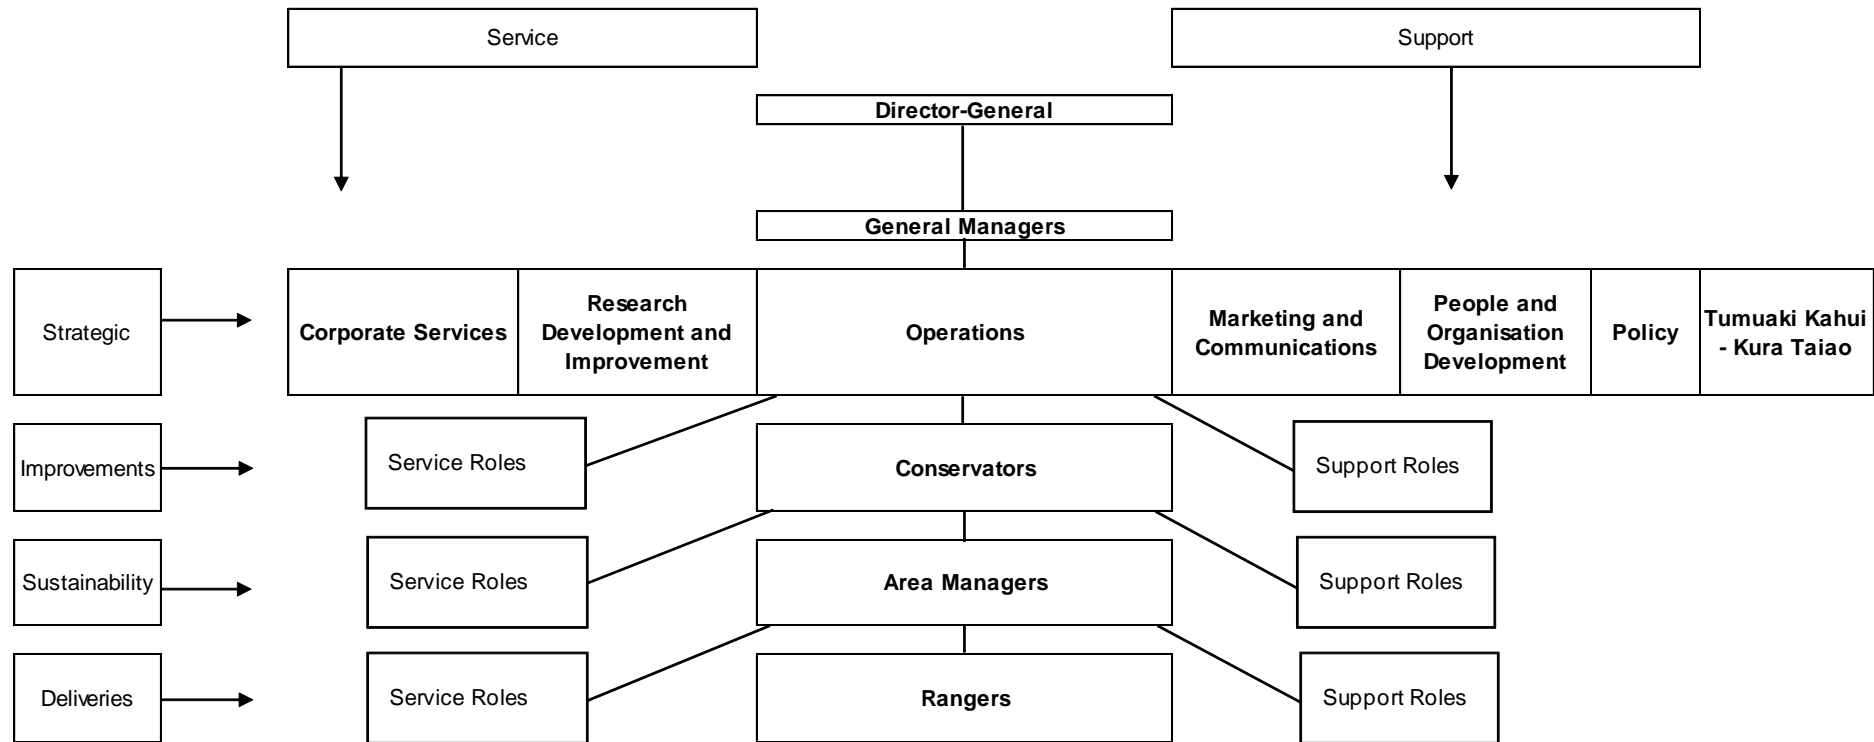 Service
Support
Director-General
General Managers
Strategic
Corporate Services
Research
Development and
Improvement
Operations
Marketing and
Communications
People and
Organisation
Development
Policy
Tumuaki Kahui
- Kura Taiao
Improvements
Service Roles
Conservators
Support Roles
Sustainability
Service Roles
Area Managers
Support Roles
Deliveries
Service Roles
Rangers
Support Roles